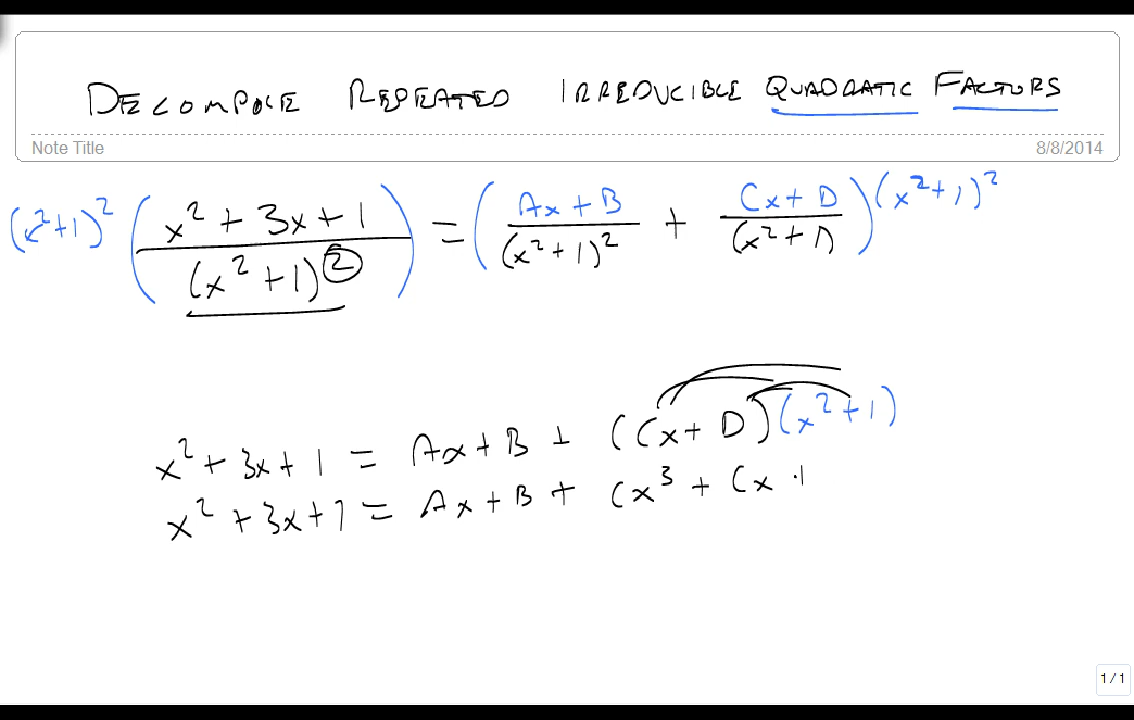 DECOMPOSE REPEATED IRREDUCIBLE QUADRATIC FACTORS
Note Title 8/8/2014
(x²+1)² ( (x² + 3x + 1) / (x² + 1)² ) = ( (Ax + B) / (x² + 1)² + (Cx + D) / (x² + 1) ) (x² + 1)²
x² + 3x + 1 = Ax + B + (Cx + D)(x² + 1)
x² + 3x + 1 = Ax + B + Cx³ + Cx
1/1